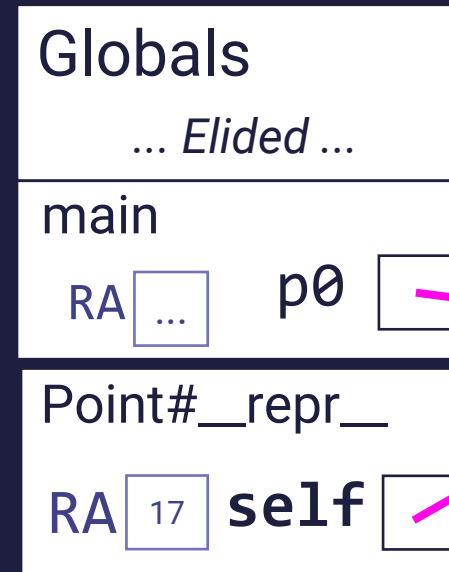 Globals
... Elided ...
main
RA ... p0
Point#__repr__
RA 17 self